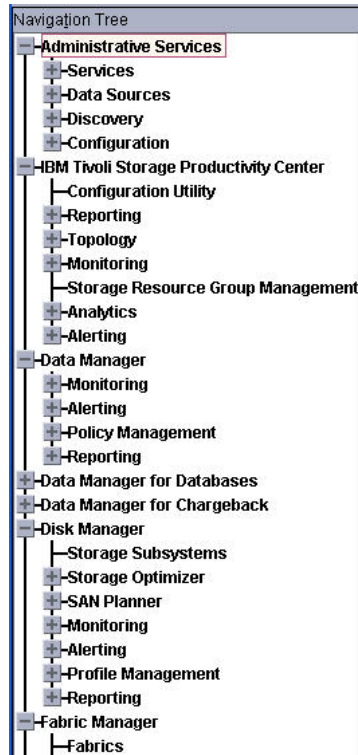 Navigation Tree
Administrative Services
Services
Data Sources
Discovery
Configuration
IBM Tivoli Storage Productivity Center
Configuration Utility
Reporting
Topology
Monitoring
Storage Resource Group Management
Analytics
Alerting
Data Manager
Monitoring
Alerting
Policy Management
Reporting
Data Manager for Databases
Data Manager for Chargeback
Disk Manager
Storage Subsystems
Storage Optimizer
SAN Planner
Monitoring
Alerting
Profile Management
Reporting
Fabric Manager
Fabrics